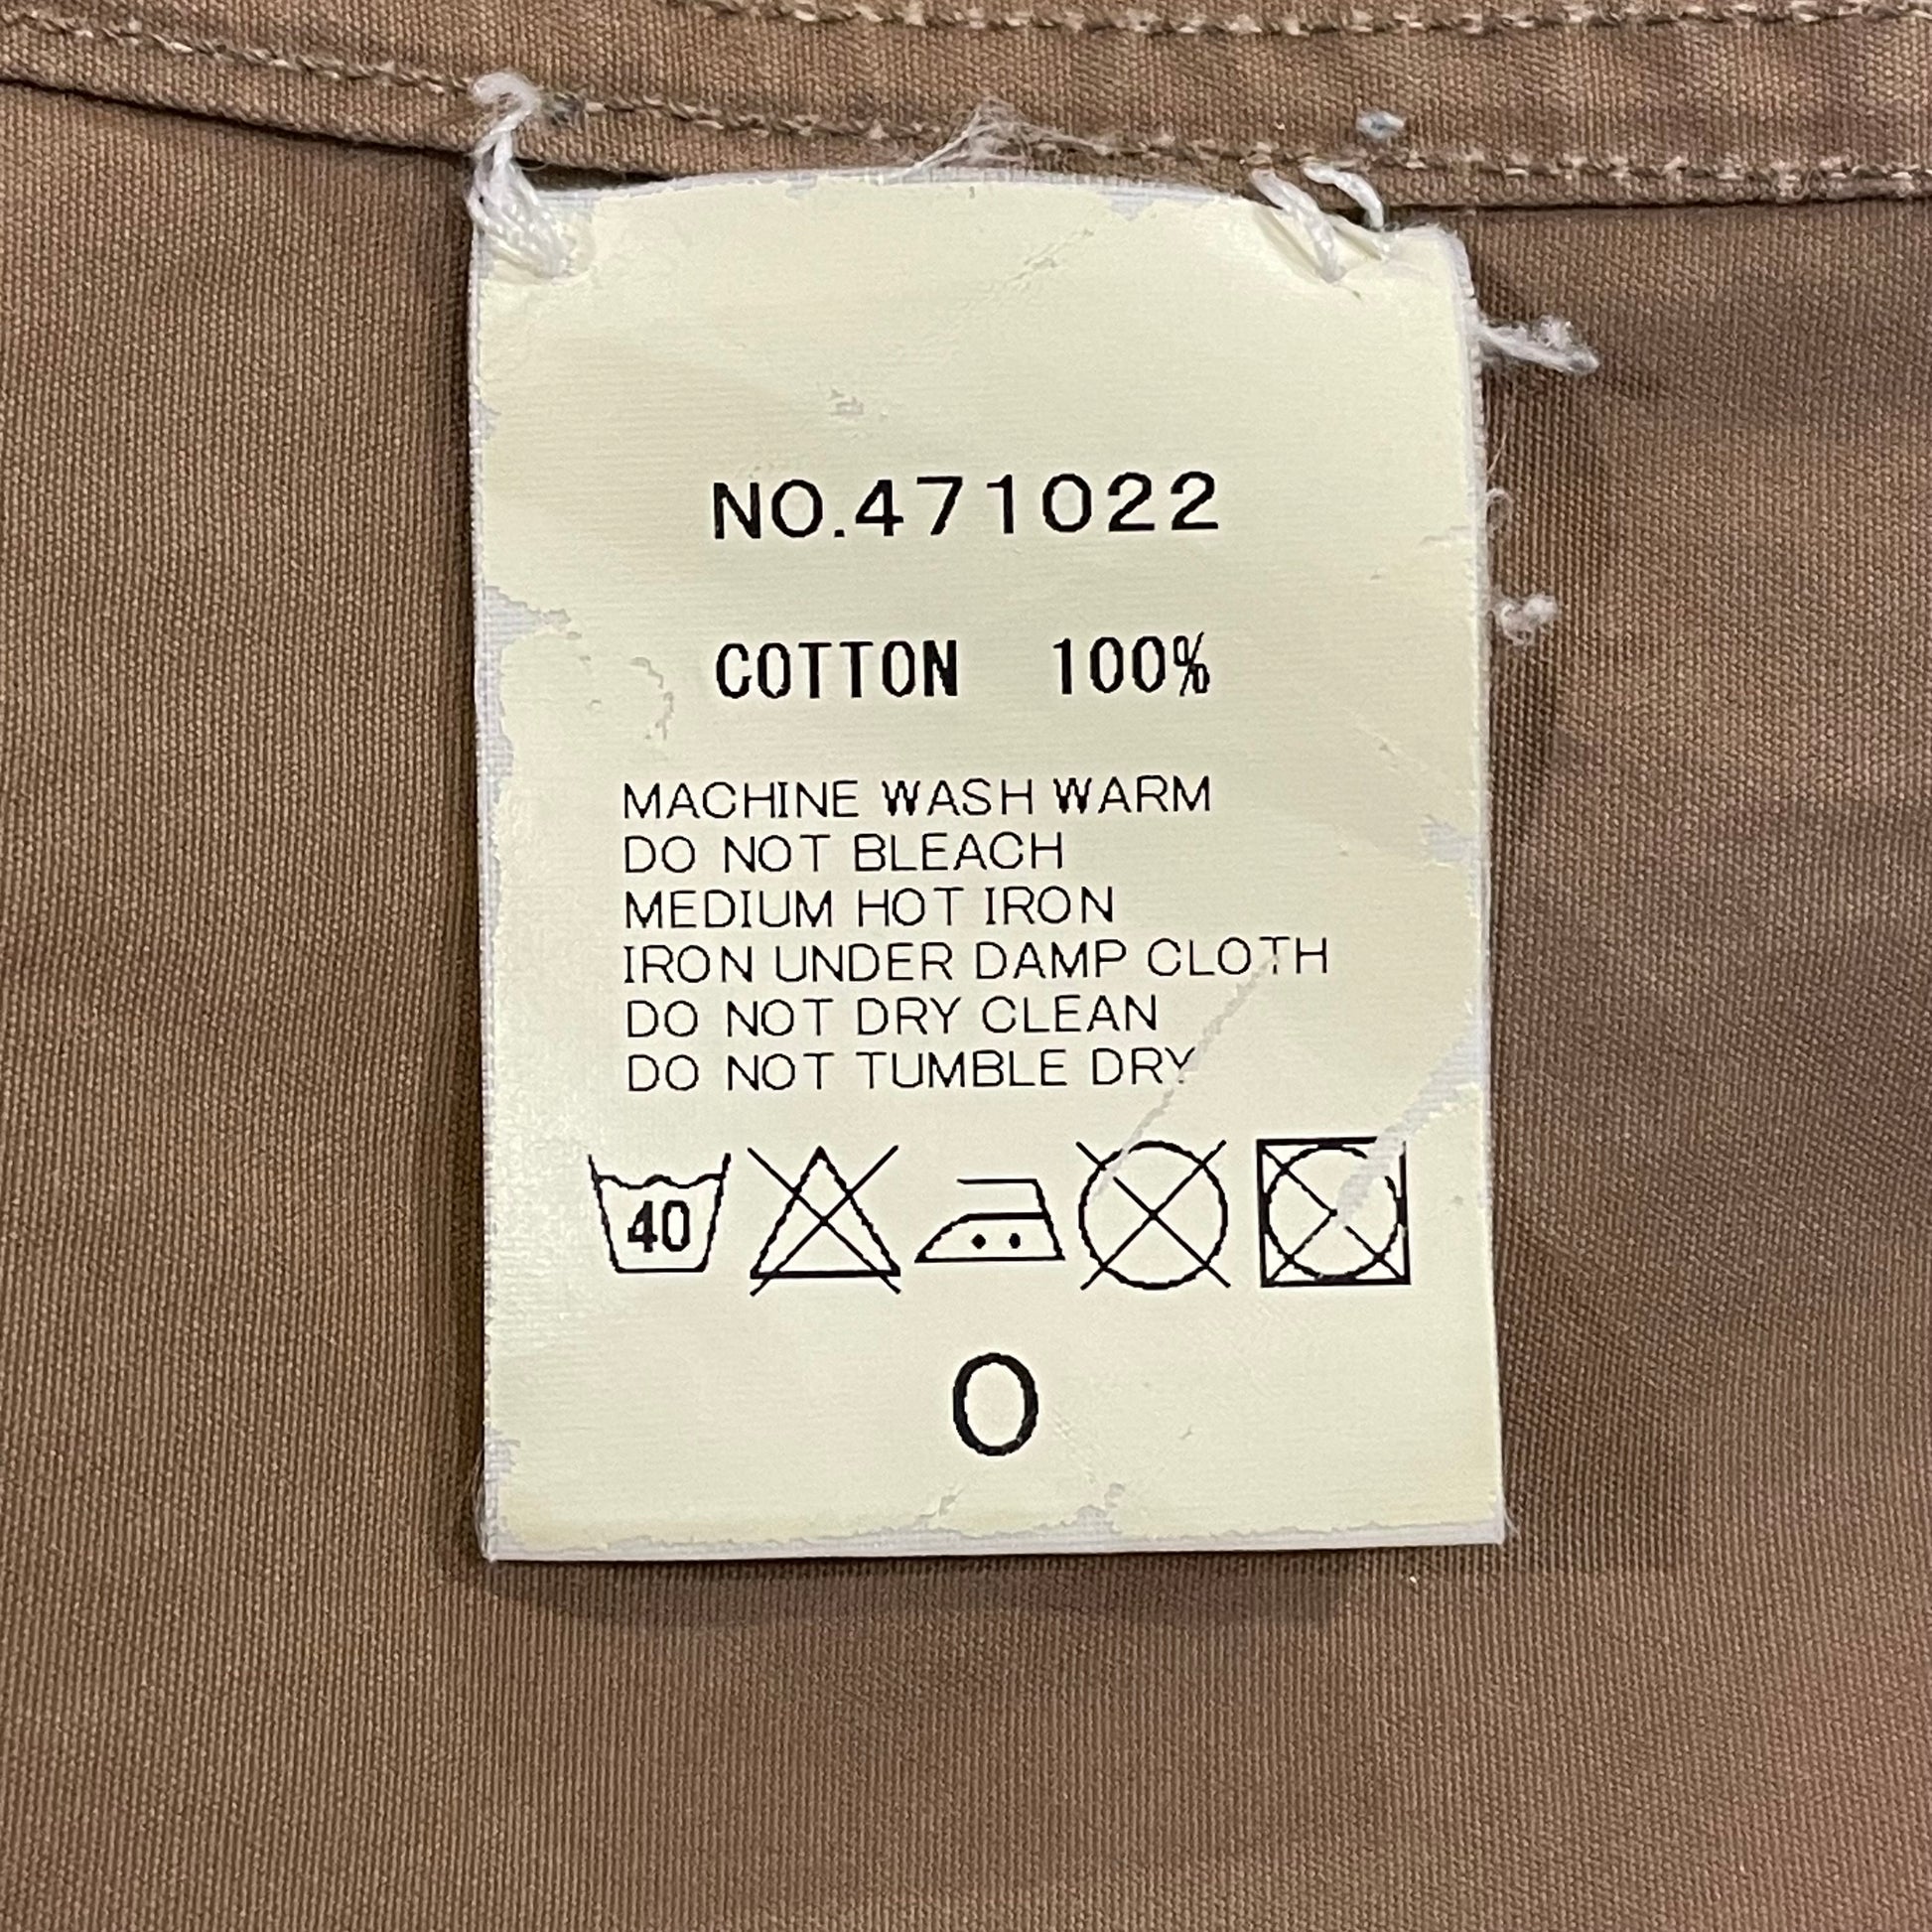 NO.471022
COTTON 100%
MACHINE WASH WARM
DO NOT BLEACH
MEDIUM HOT IRON
IRON UNDER DAMP CLOTH
DO NOT DRY CLEAN
DO NOT TUMBLE DRY
40
0